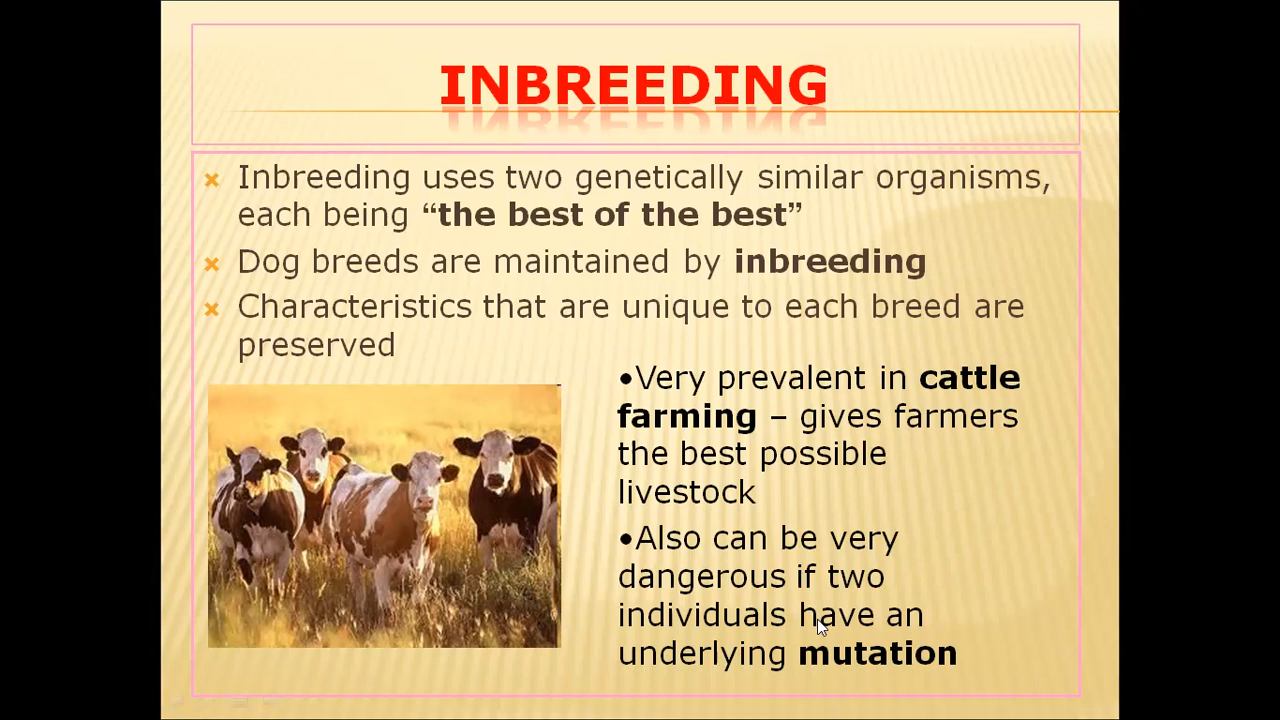 INBREEDING
Inbreeding uses two genetically similar organisms,
each being “the best of the best”
Dog breeds are maintained by inbreeding
Characteristics that are unique to each breed are
preserved
•Very prevalent in cattle
farming – gives farmers
the best possible
livestock
•Also can be very
dangerous if two
individuals have an
underlying mutation